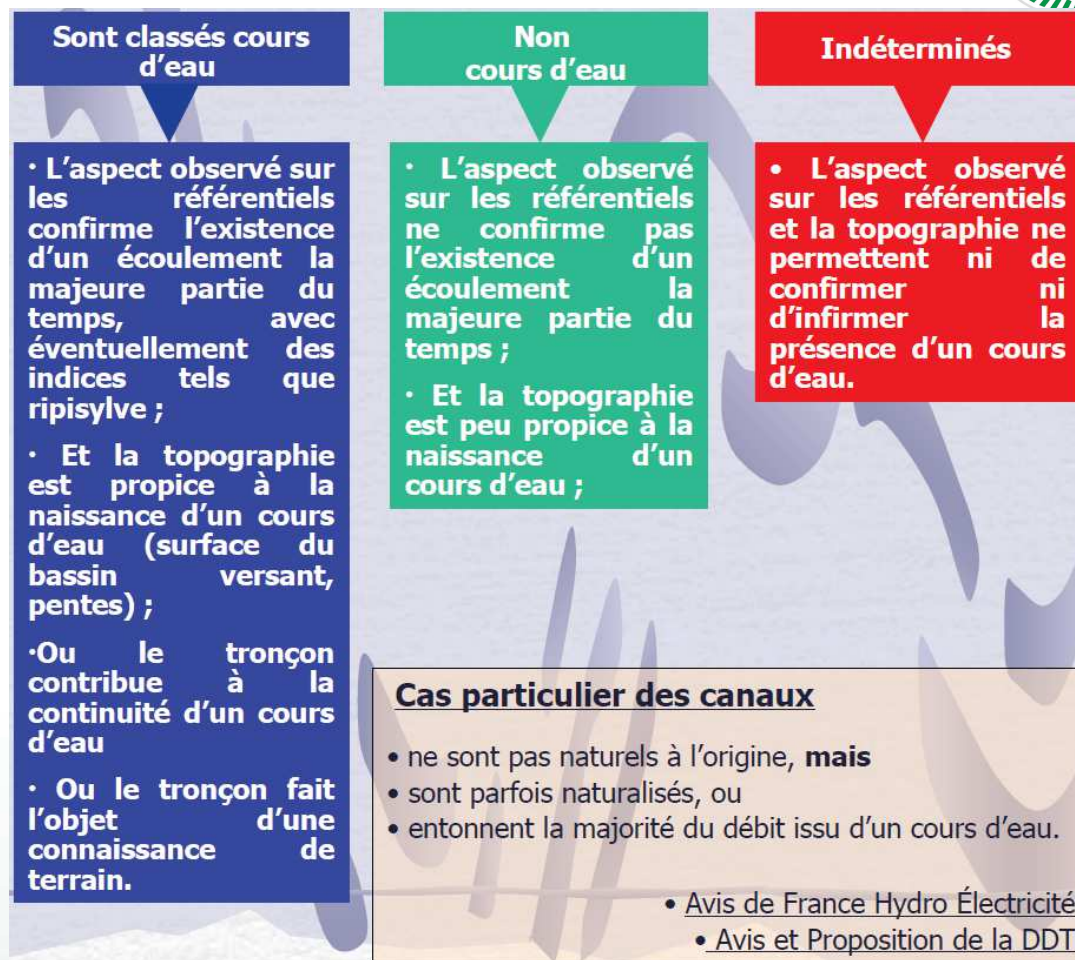 Sont classés cours
d'eau
· L'aspect observé sur
les référentiels
confirme l'existence
d'un écoulement la
majeure partie du
temps, avec
éventuellement des
indices tels que
ripisylve ;
· Et la topographie
est propice à la
naissance d'un cours
d'eau (surface du
bassin versant,
pentes) ;
·Ou le tronçon
contribue à la
continuité d'un cours
d'eau
· Ou le tronçon fait
l'objet d'une
connaissance de
terrain.
Non
cours d'eau
· L'aspect observé
sur les référentiels
ne confirme pas
l'existence d'un
écoulement la
majeure partie du
temps ;
· Et la topographie
est peu propice à la
naissance d'un
cours d'eau ;
Indéterminés
• L'aspect observé
sur les référentiels
et la topographie ne
permettent ni de
confirmer ni
d'infirmer la
présence d'un cours
d'eau.
Cas particulier des canaux
• ne sont pas naturels à l'origine, mais
• sont parfois naturalisés, ou
• entonnent la majorité du débit issu d'un cours d'eau.
• Avis de France Hydro Électricité
• Avis et Proposition de la DDT